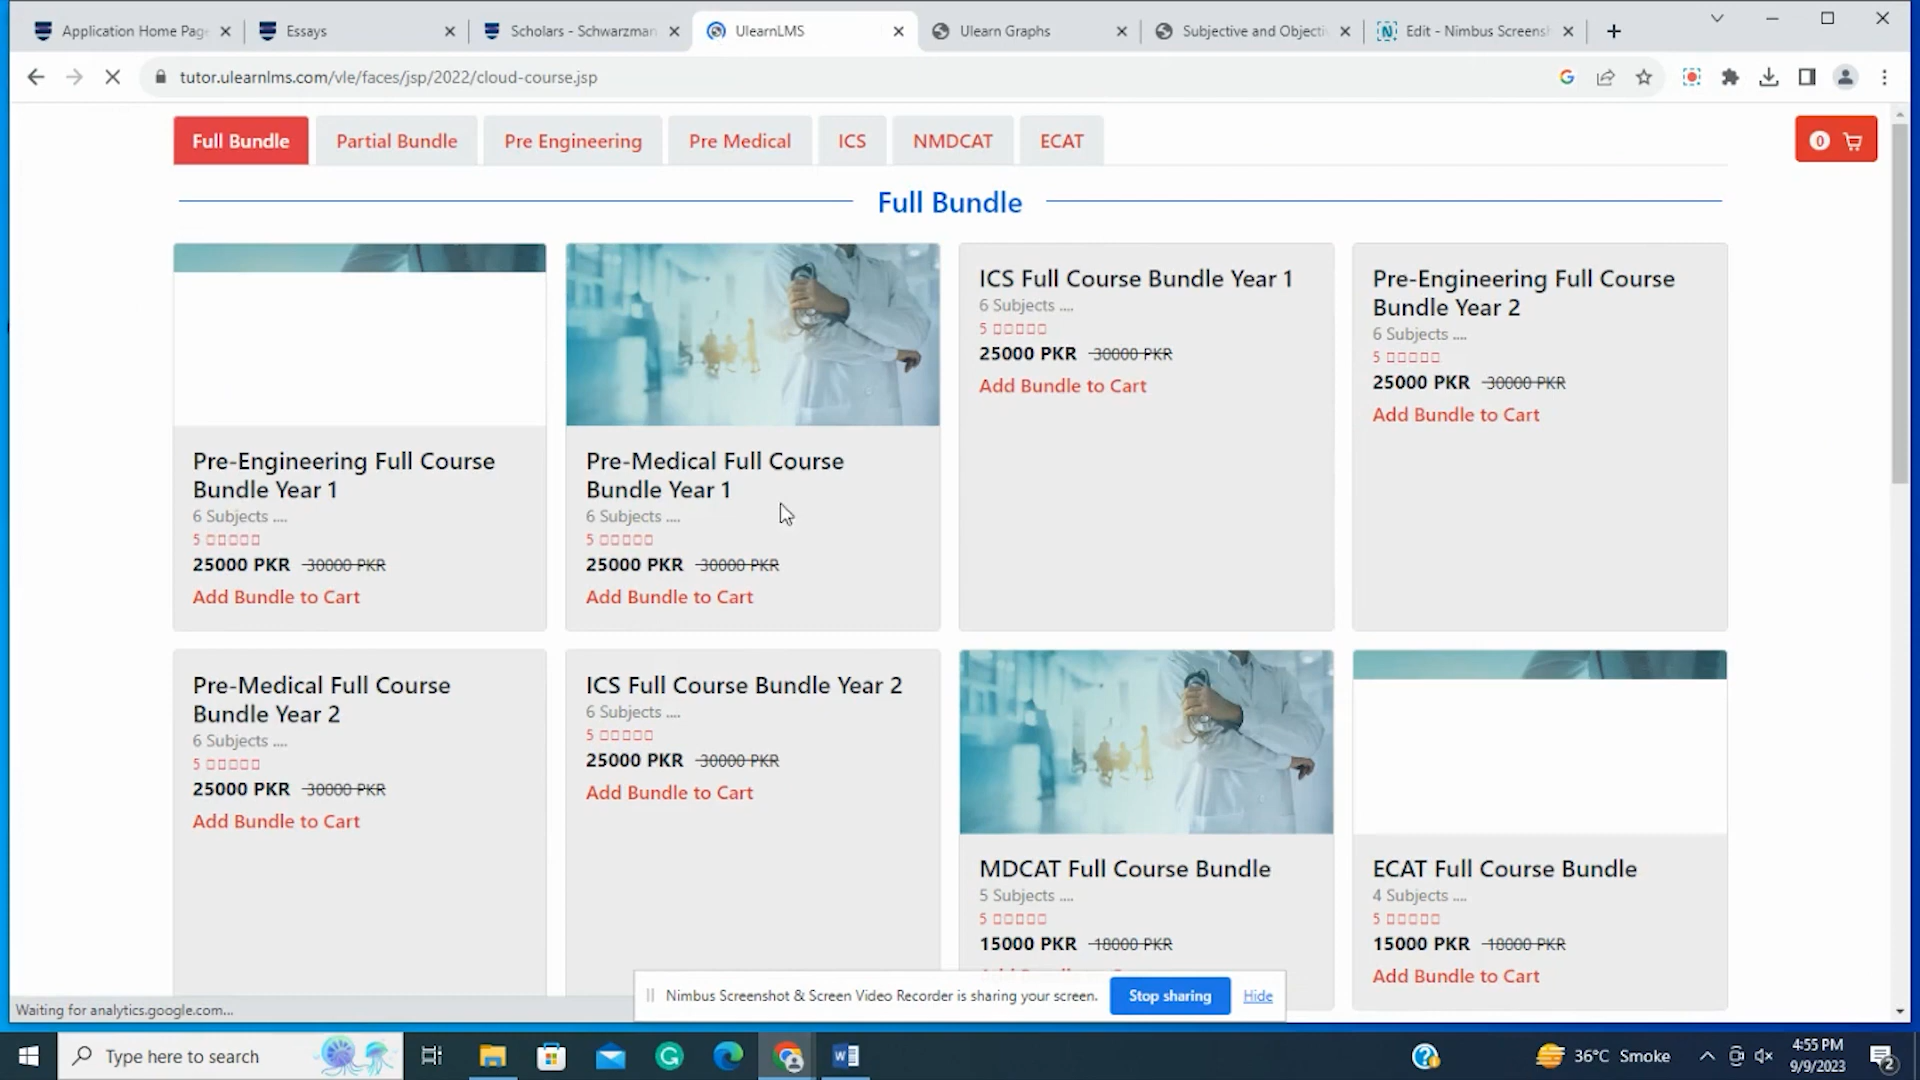 Application Home Page
Essays
Scholars - Schwarzman
UlearnLMS
Ulearn Graphs
Subjective and Objecti
Edit - Nimbus Screensh
tutor.ulearnlms.com/vle/faces/jsp/2022/cloud-course.jsp
Full Bundle
Partial Bundle
Pre Engineering
Pre Medical
ICS
NMDCAT
ECAT
0
Full Bundle
Pre-Engineering Full Course
Bundle Year 1
6 Subjects ....
5
25000 PKR 30000 PKR
Add Bundle to Cart
Pre-Medical Full Course
Bundle Year 1
6 Subjects ....
5
25000 PKR 30000 PKR
Add Bundle to Cart
ICS Full Course Bundle Year 1
6 Subjects ....
5
25000 PKR 30000 PKR
Add Bundle to Cart
Pre-Engineering Full Course
Bundle Year 2
6 Subjects ....
5
25000 PKR 30000 PKR
Add Bundle to Cart
Pre-Medical Full Course
Bundle Year 2
6 Subjects ....
5
25000 PKR 30000 PKR
Add Bundle to Cart
ICS Full Course Bundle Year 2
6 Subjects ....
5
25000 PKR 30000 PKR
Add Bundle to Cart
MDCAT Full Course Bundle
5 Subjects ....
5
15000 PKR 18000 PKR
ECAT Full Course Bundle
4 Subjects ....
5
15000 PKR 18000 PKR
Add Bundle to Cart
Nimbus Screenshot & Screen Video Recorder is sharing your screen.
Stop sharing
Hide
Waiting for analytics.google.com...
Type here to search
36°C Smoke
4:55 PM
9/9/2023
2